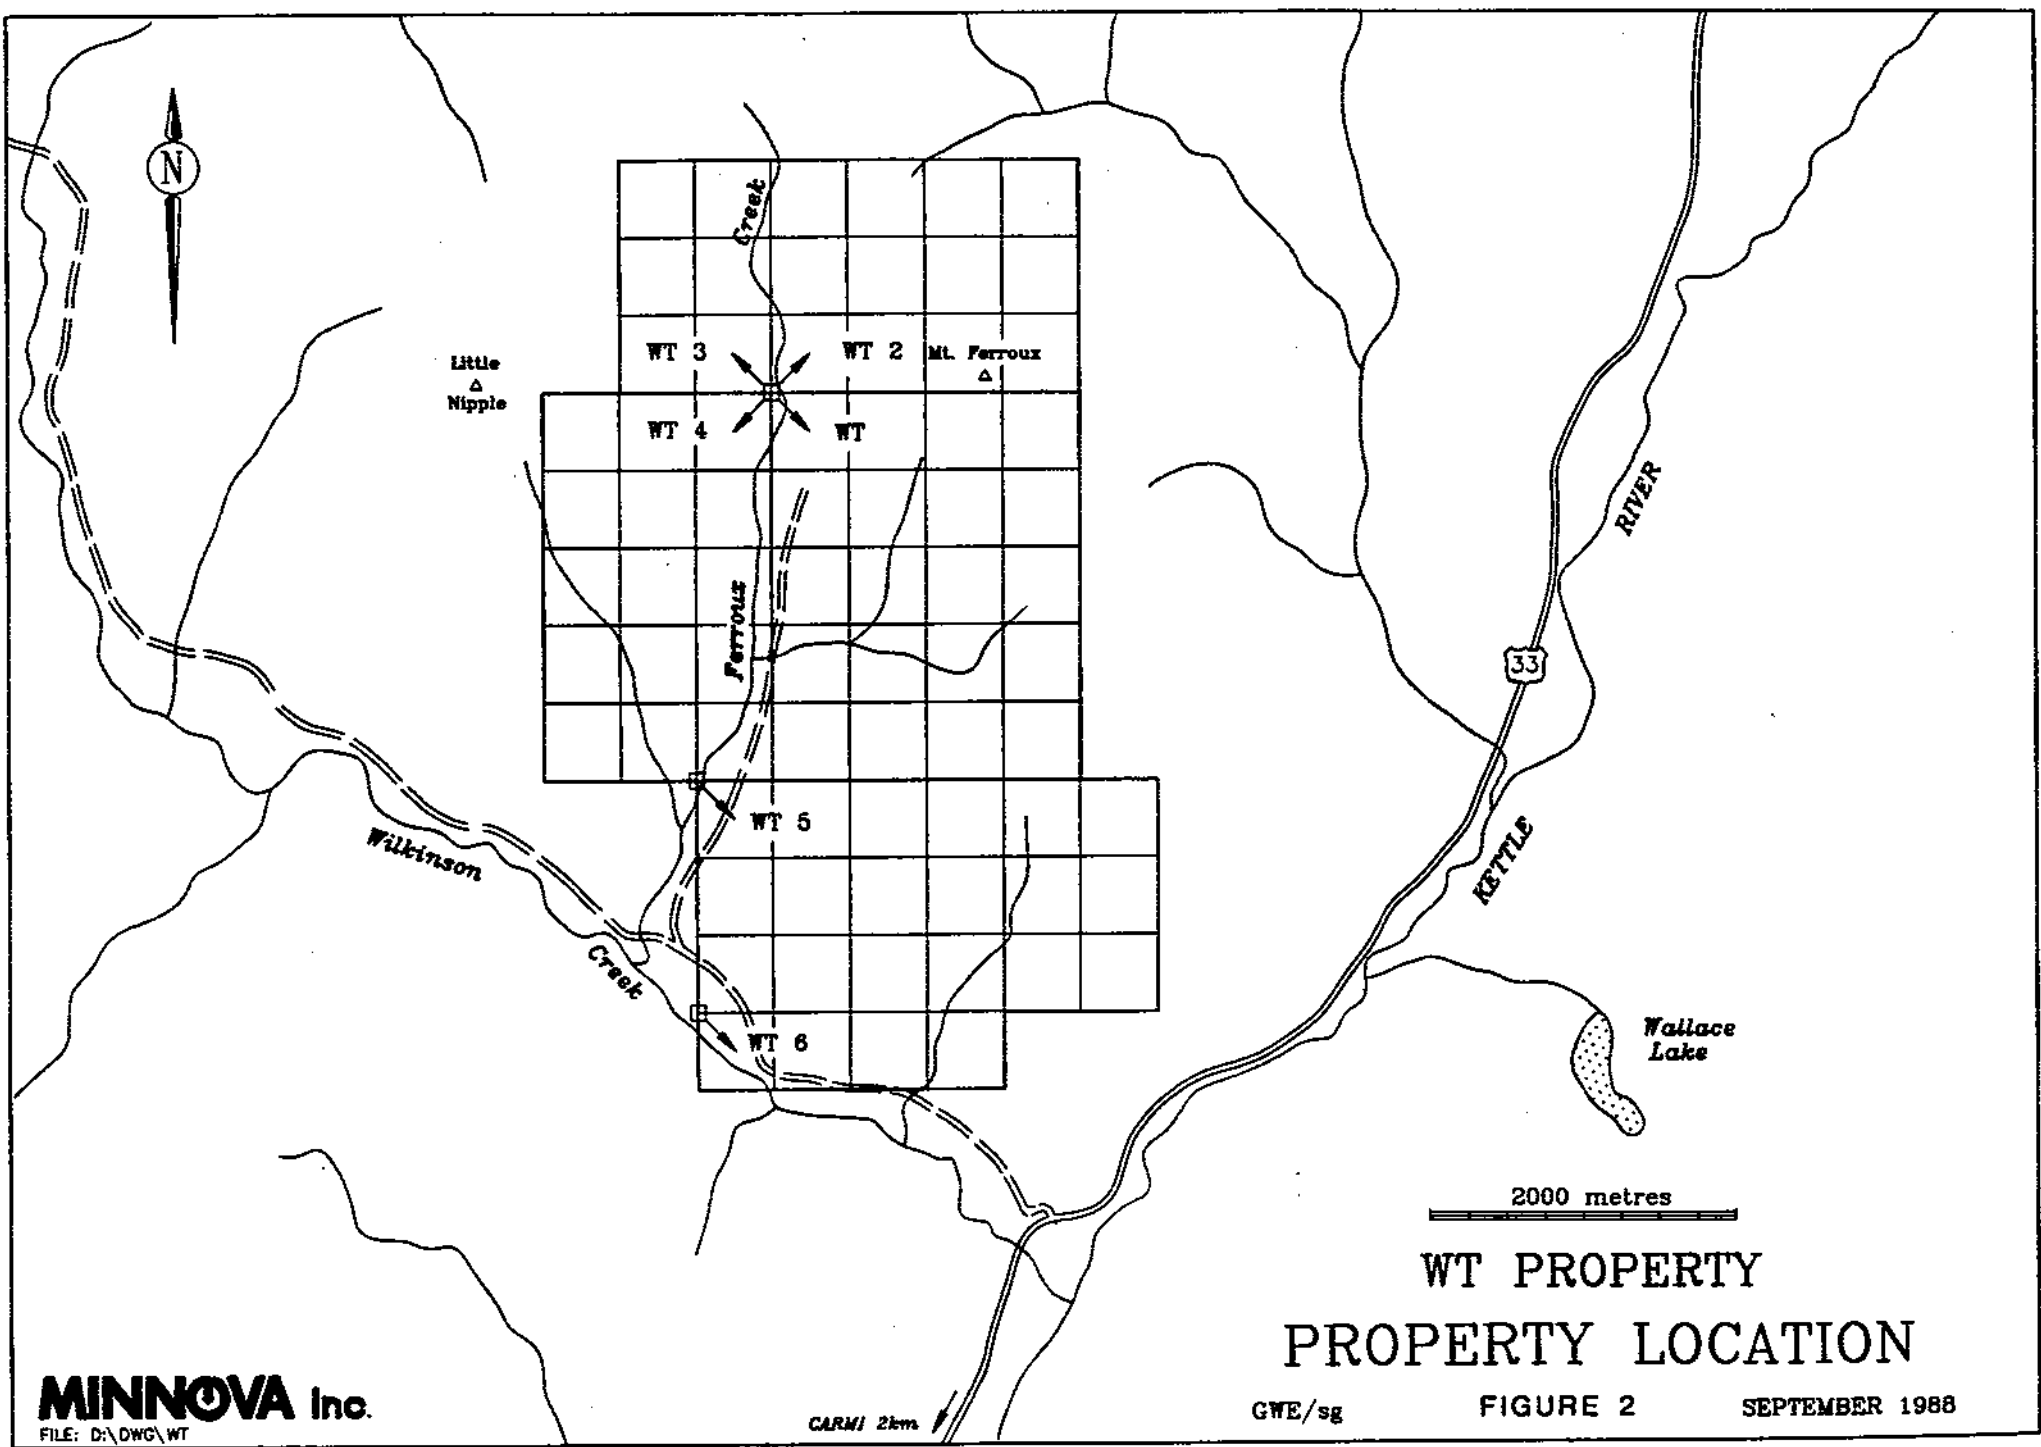 N
Creek
WT 3
WT 2
Mt. Ferroux
Little
Nipple
WT 4
WT
RIVER
Ferroux
33
WT 5
Wilkinson
KETTLE
Creek
WT 6
Wallace
Lake
2000 metres
WT PROPERTY
PROPERTY LOCATION
MINNOVA Inc.
FILE: D:\DWG\WT
CARMI 2km
GWE/sg
FIGURE 2
SEPTEMBER 1988